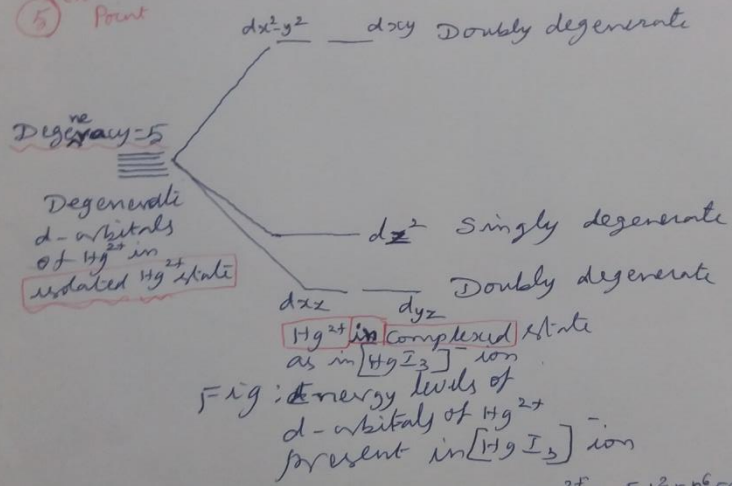 5 Point
dx²-y² dxy Doubly degenerate
Degeneracy=5
Degenerate
d-orbitals
of Hg²⁺ in
isolated Hg²⁺ state
dz² Singly degenerate
Doubly degenerate
dxz dyz
Hg²⁺ in complexed state
as in [HgI₃]⁻ ion
Fig: Energy levels of
d-orbitals of Hg²⁺
present in [HgI₃]⁻ ion